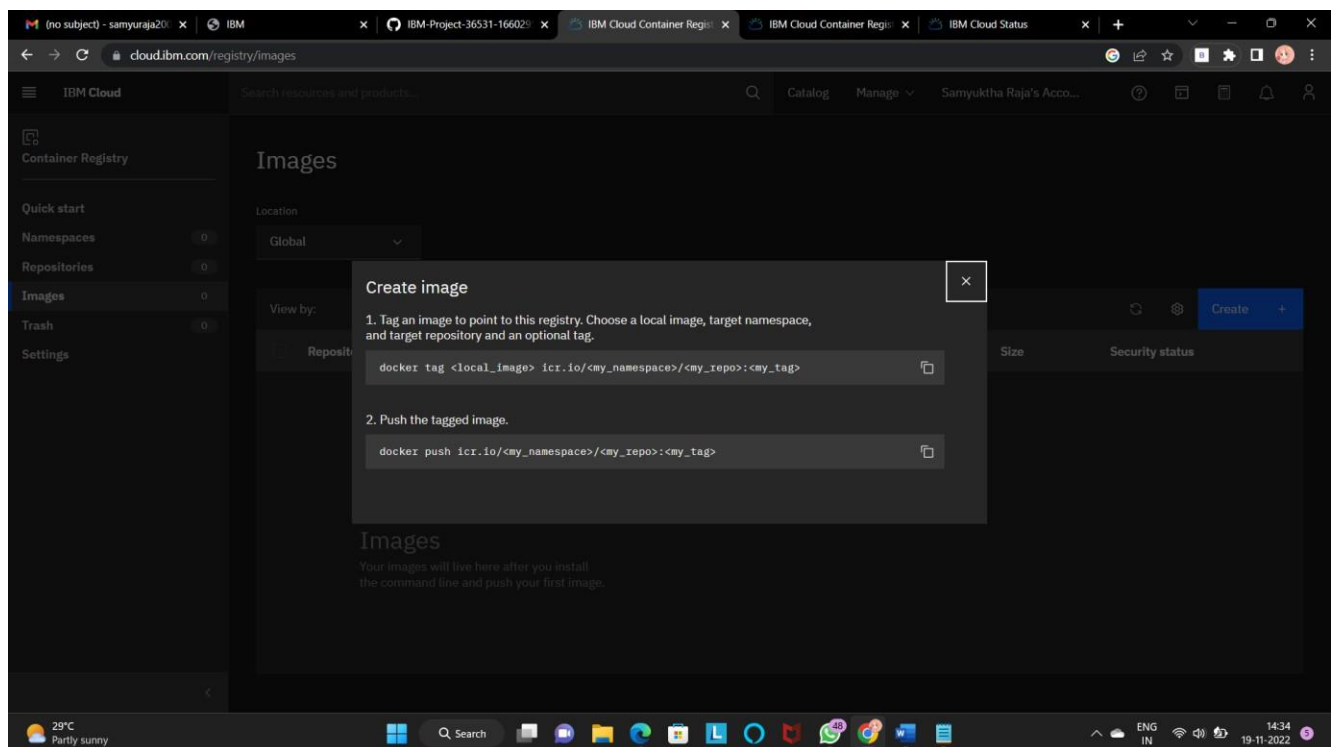 (no subject) - samyuraja20
IBM
IBM-Project-36531-166029
IBM Cloud Container Regist
IBM Cloud Container Regis
IBM Cloud Status
cloud.ibm.com/registry/images
IBM Cloud
Search resources and products...
Catalog
Manage
Samyuktha Raja's Acco...
Container Registry
Images
Quick start
Location
Namespaces 0
Global
Repositories 0
Images 0
Create image
View by:
Create +
1. Tag an image to point to this registry. Choose a local image, target namespace,
and target repository and an optional tag.
Trash 0
Settings
Reposit
Size
Security status
docker tag <local_image> icr.io/<my_namespace>/<my_repo>:<my_tag>
2. Push the tagged image.
docker push icr.io/<my_namespace>/<my_repo>:<my_tag>
Images
Your images will live here after you install
the command line and push your first image.
29°C
Partly sunny
Search
48
ENG
IN
14:34
19-11-2022
5